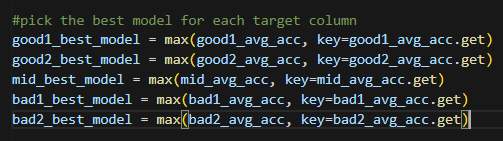 #pick the best model for each target column
good1_best_model = max(good1_avg_acc, key=good1_avg_acc.get)
good2_best_model = max(good2_avg_acc, key=good2_avg_acc.get)
mid_best_model = max(mid_avg_acc, key=mid_avg_acc.get)
bad1_best_model = max(bad1_avg_acc, key=bad1_avg_acc.get)
bad2_best_model = max(bad2_avg_acc, key=bad2_avg_acc.get)